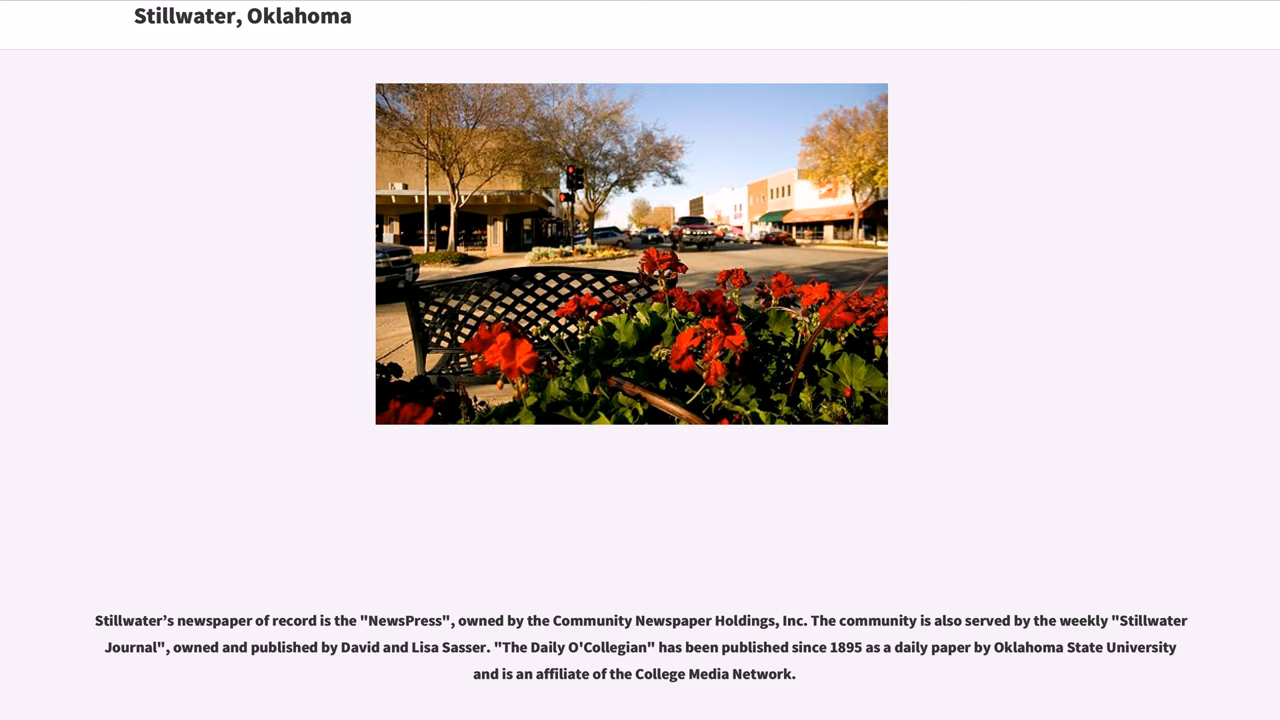 Stillwater, Oklahoma
Stillwater’s newspaper of record is the "NewsPress", owned by the Community Newspaper Holdings, Inc. The community is also served by the weekly "Stillwater
Journal", owned and published by David and Lisa Sasser. "The Daily O'Collegian" has been published since 1895 as a daily paper by Oklahoma State University
and is an affiliate of the College Media Network.